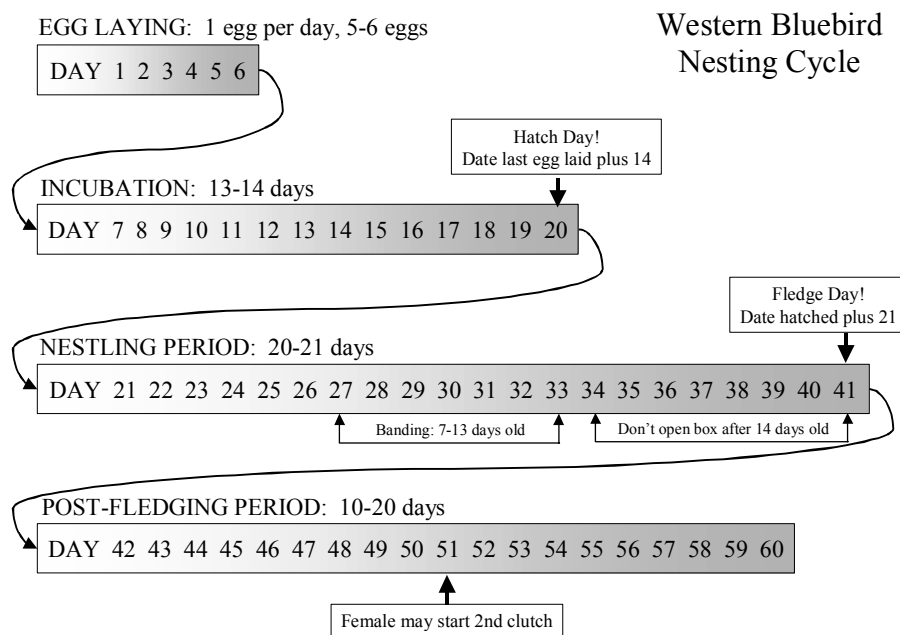 Western Bluebird
Nesting Cycle
EGG LAYING: 1 egg per day, 5-6 eggs
DAY 1 2 3 4 5 6
Hatch Day!
Date last egg laid plus 14
INCUBATION: 13-14 days
DAY 7 8 9 10 11 12 13 14 15 16 17 18 19 20
Fledge Day!
Date hatched plus 21
NESTLING PERIOD: 20-21 days
DAY 21 22 23 24 25 26 27 28 29 30 31 32 33 34 35 36 37 38 39 40 41
Banding: 7-13 days old
Don't open box after 14 days old
POST-FLEDGING PERIOD: 10-20 days
DAY 42 43 44 45 46 47 48 49 50 51 52 53 54 55 56 57 58 59 60
Female may start 2nd clutch